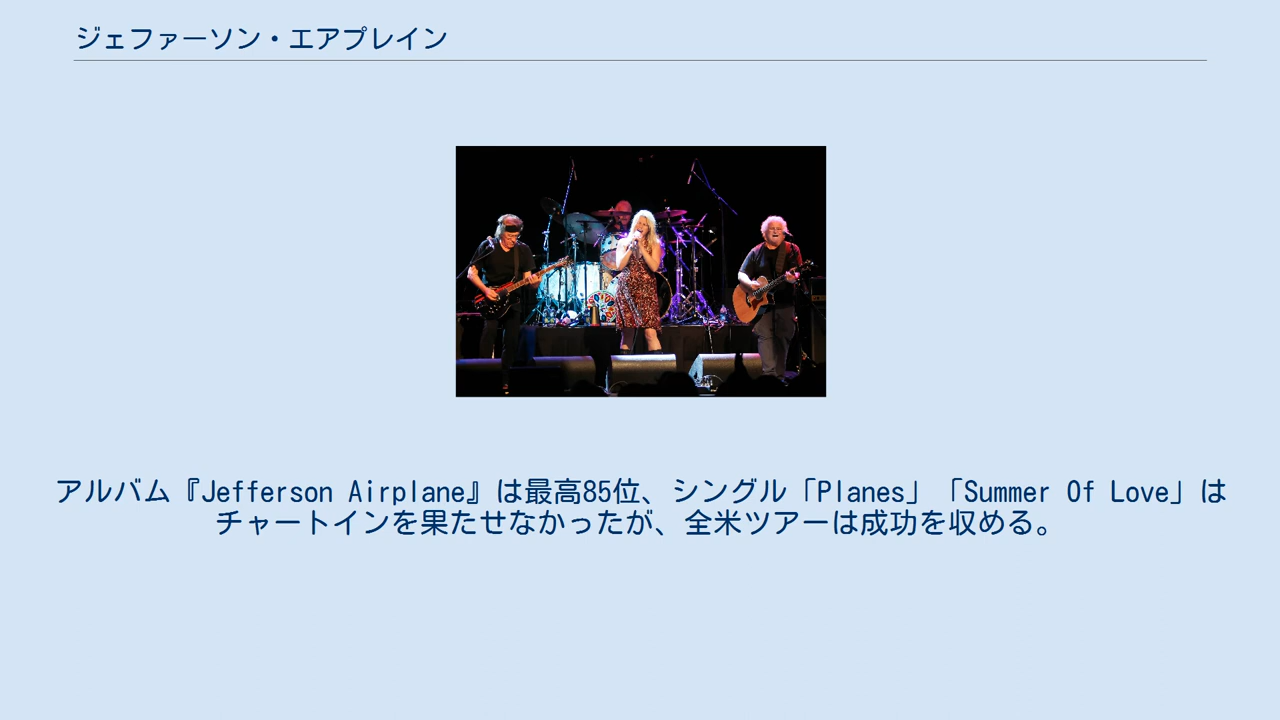 ジェファーソン・エアプレイン
アルバム『Jefferson Airplane』は最高85位、シングル「Planes」「Summer Of Love」は
チャートインを果たせなかったが、全米ツアーは成功を収める。